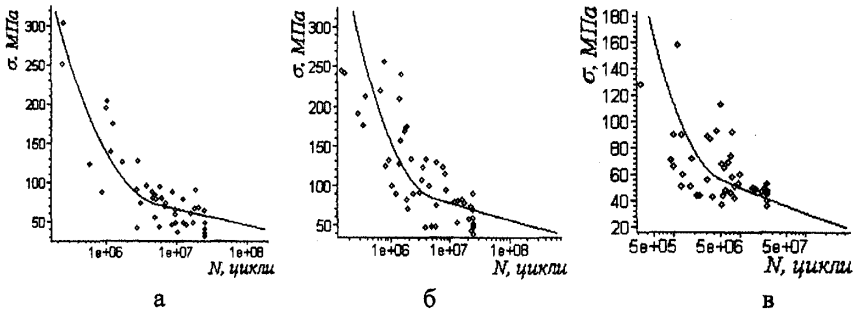 σ, МПа
300
250
200
150
100
50
1e+06
1e+07
1e+08
N, цикли
а
σ, МПа
300
250
200
150
100
50
1e+06
1e+07
1e+08
N, цикли
б
σ, МПа
180
160
140
120
100
80
60
40
20
5e+05
5e+06
5e+07
N, цикли
в